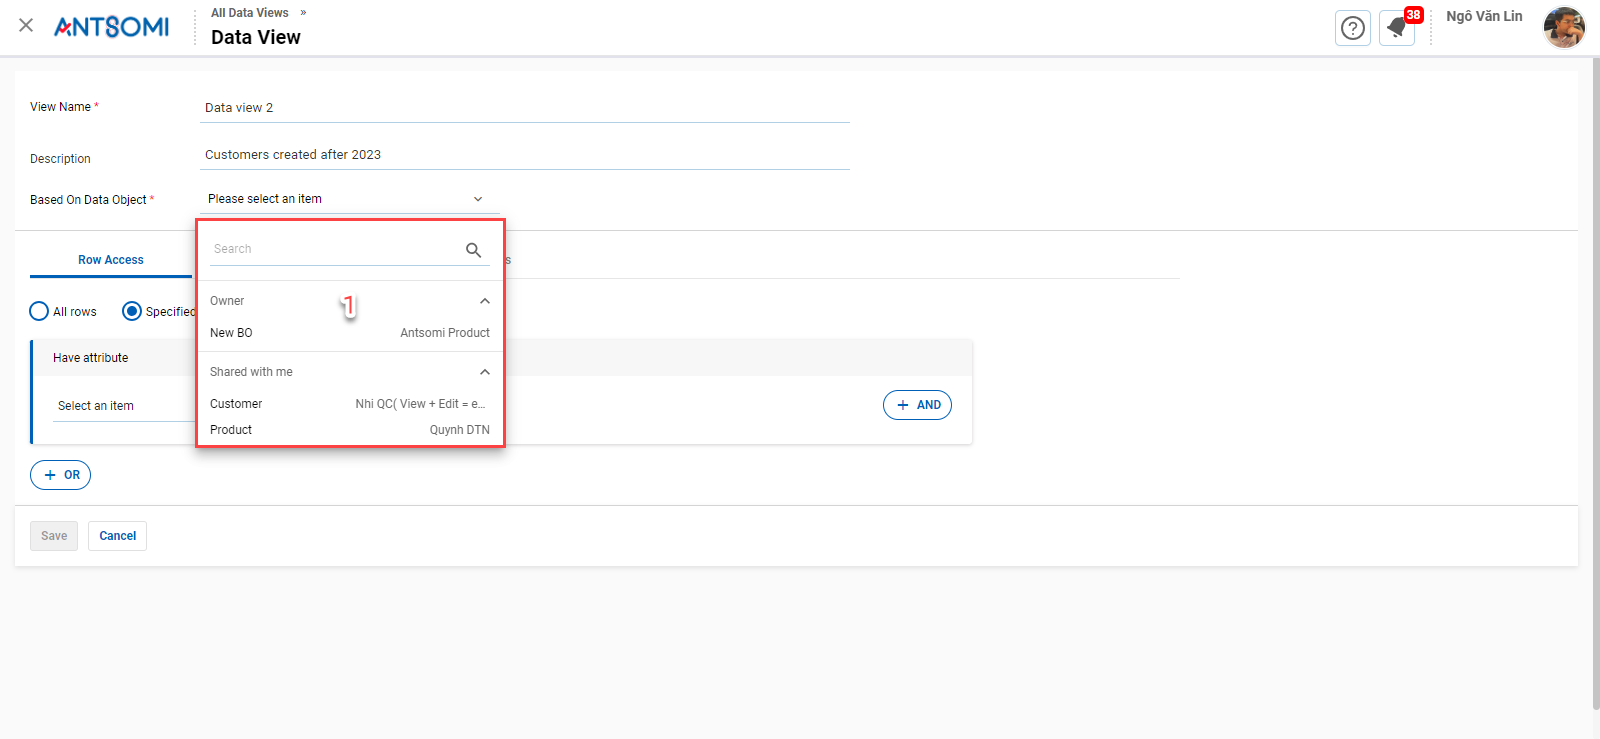 ANTSOMI
All Data Views »
Data View
38
Ngô Văn Lin
View Name *
Data view 2
Description
Customers created after 2023
Based On Data Object *
Please select an item
Search
Row Access
s
Owner
1
All rows
Specified
New BO
Antsomi Product
Have attribute
Shared with me
Select an item
Customer
Nhi QC( View + Edit = e...
+ AND
Product
Quynh DTN
+ OR
Save
Cancel